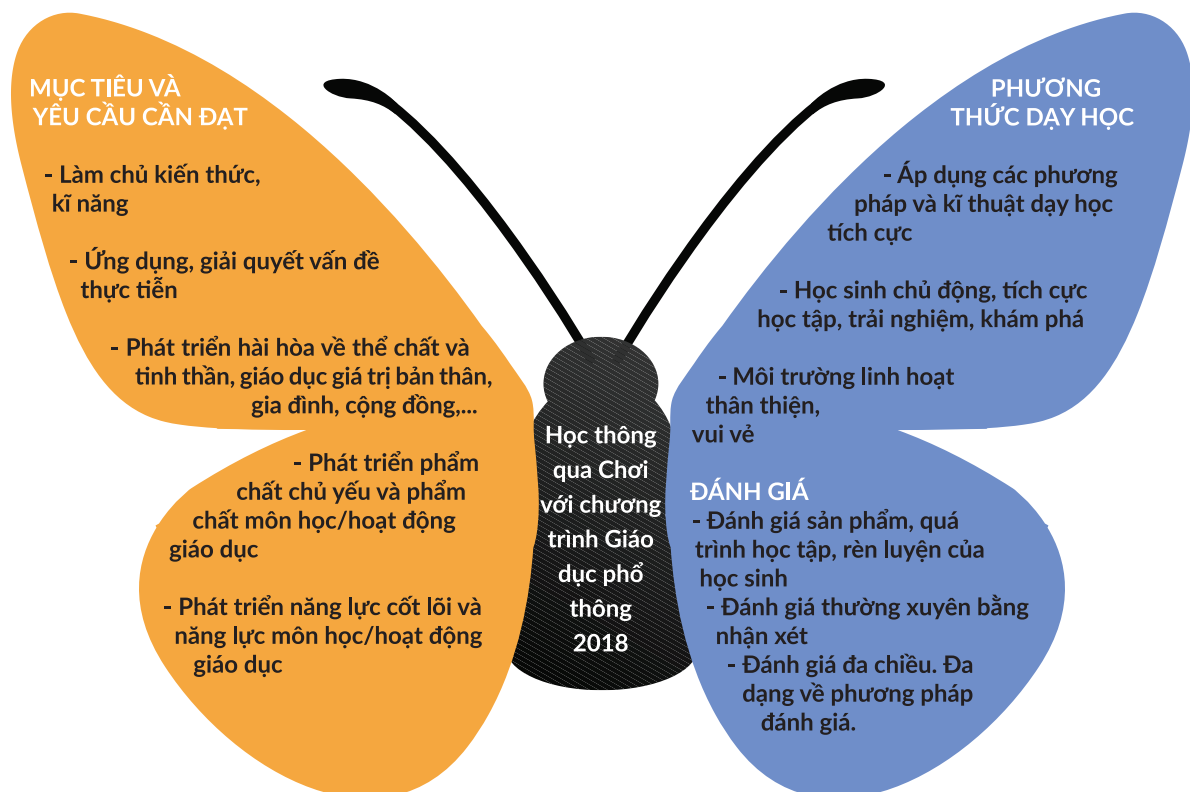 MỤC TIÊU VÀ
YÊU CẦU CẦN ĐẠT
- Làm chủ kiến thức,
kĩ năng
- Ứng dụng, giải quyết vấn đề
thực tiễn
- Phát triển hài hòa về thể chất và
tinh thần, giáo dục giá trị bản thân,
gia đình, cộng đồng,...
- Phát triển phẩm
chất chủ yếu và phẩm
chất môn học/hoạt động
giáo dục
- Phát triển năng lực cốt lõi và
năng lực môn học/hoạt động
giáo dục
Học thông
qua Chơi
với chương
trình Giáo
dục phổ
thông
2018
PHƯƠNG
THỨC DẠY HỌC
- Áp dụng các phương
pháp và kĩ thuật dạy học
tích cực
- Học sinh chủ động, tích cực
học tập, trải nghiệm, khám phá
- Môi trường linh hoạt
thân thiện,
vui vẻ
ĐÁNH GIÁ
- Đánh giá sản phẩm, quá
trình học tập, rèn luyện của
học sinh
- Đánh giá thường xuyên bằng
nhận xét
- Đánh giá đa chiều. Đa
dạng về phương pháp
đánh giá.